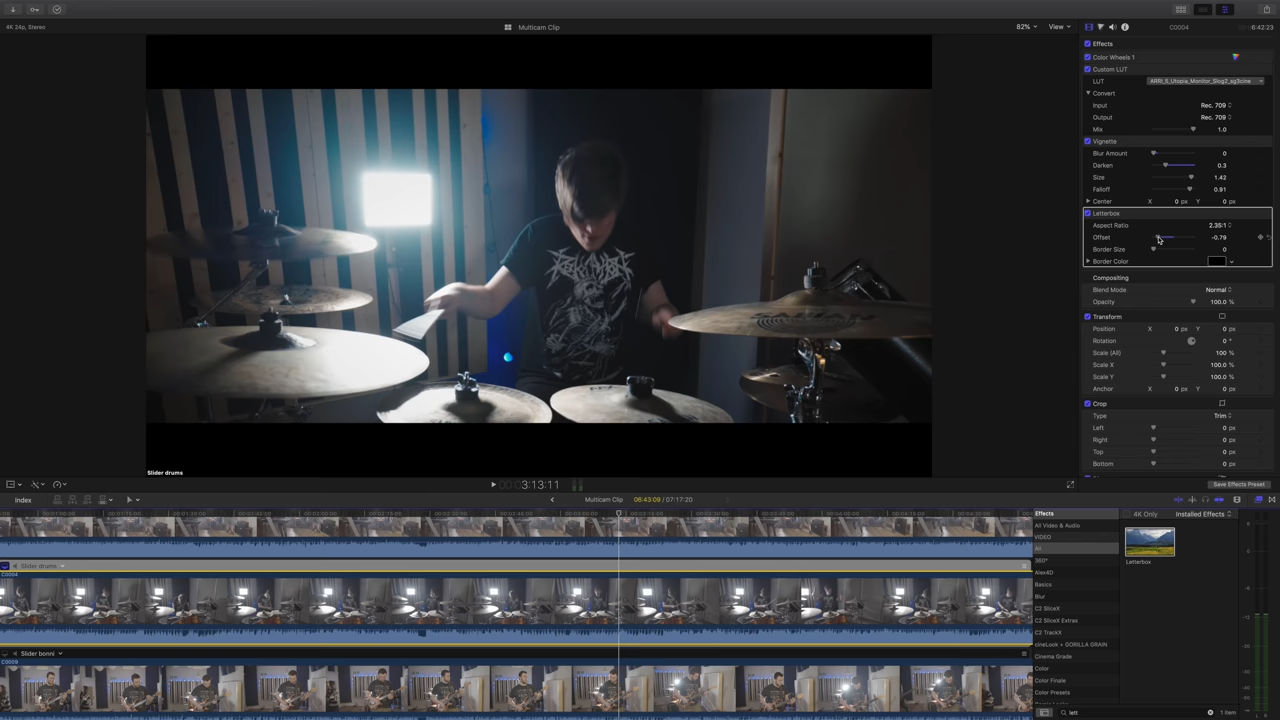 4K 24p, Stereo
Multicam Clip
82%
View
C0004
6:42:23
Effects
Color Wheels 1
Custom LUT
LUT
ARRI_S_Utopia_Monitor_Slog2_sg3cine
Convert
Input
Rec. 709
Output
Rec. 709
Mix
1.0
Vignette
Blur Amount
0
Darken
0.3
Size
1.42
Falloff
0.91
Center
X
0 px
Y
0 px
Letterbox
Aspect Ratio
2.35:1
Offset
-0.79
Border Size
0
Border Color
Compositing
Blend Mode
Normal
Opacity
100.0 %
Transform
Position
X
0 px
Y
0 px
Rotation
0 °
Scale (All)
100 %
Scale X
100.0 %
Scale Y
100.0 %
Anchor
X
0 px
Y
0 px
Crop
Type
Trim
Left
0 px
Right
0 px
Top
0 px
Bottom
0 px
Slider drums
3:13:11
Save Effects Preset
Index
Multicam Clip
06:43:09 / 07:17:20
Slider drums
C0004
Slider bonni
C0009
Effects
4K Only
Installed Effects
All Video & Audio
VIDEO
All
360°
Alex4D
Basics
Blur
C2 SliceX
C2 SliceX Extras
C2 TrackX
cineLook + GORILLA GRAIN
Cinema Grade
Color
Color Finale
Color Presets
Letterbox
lett
1 item